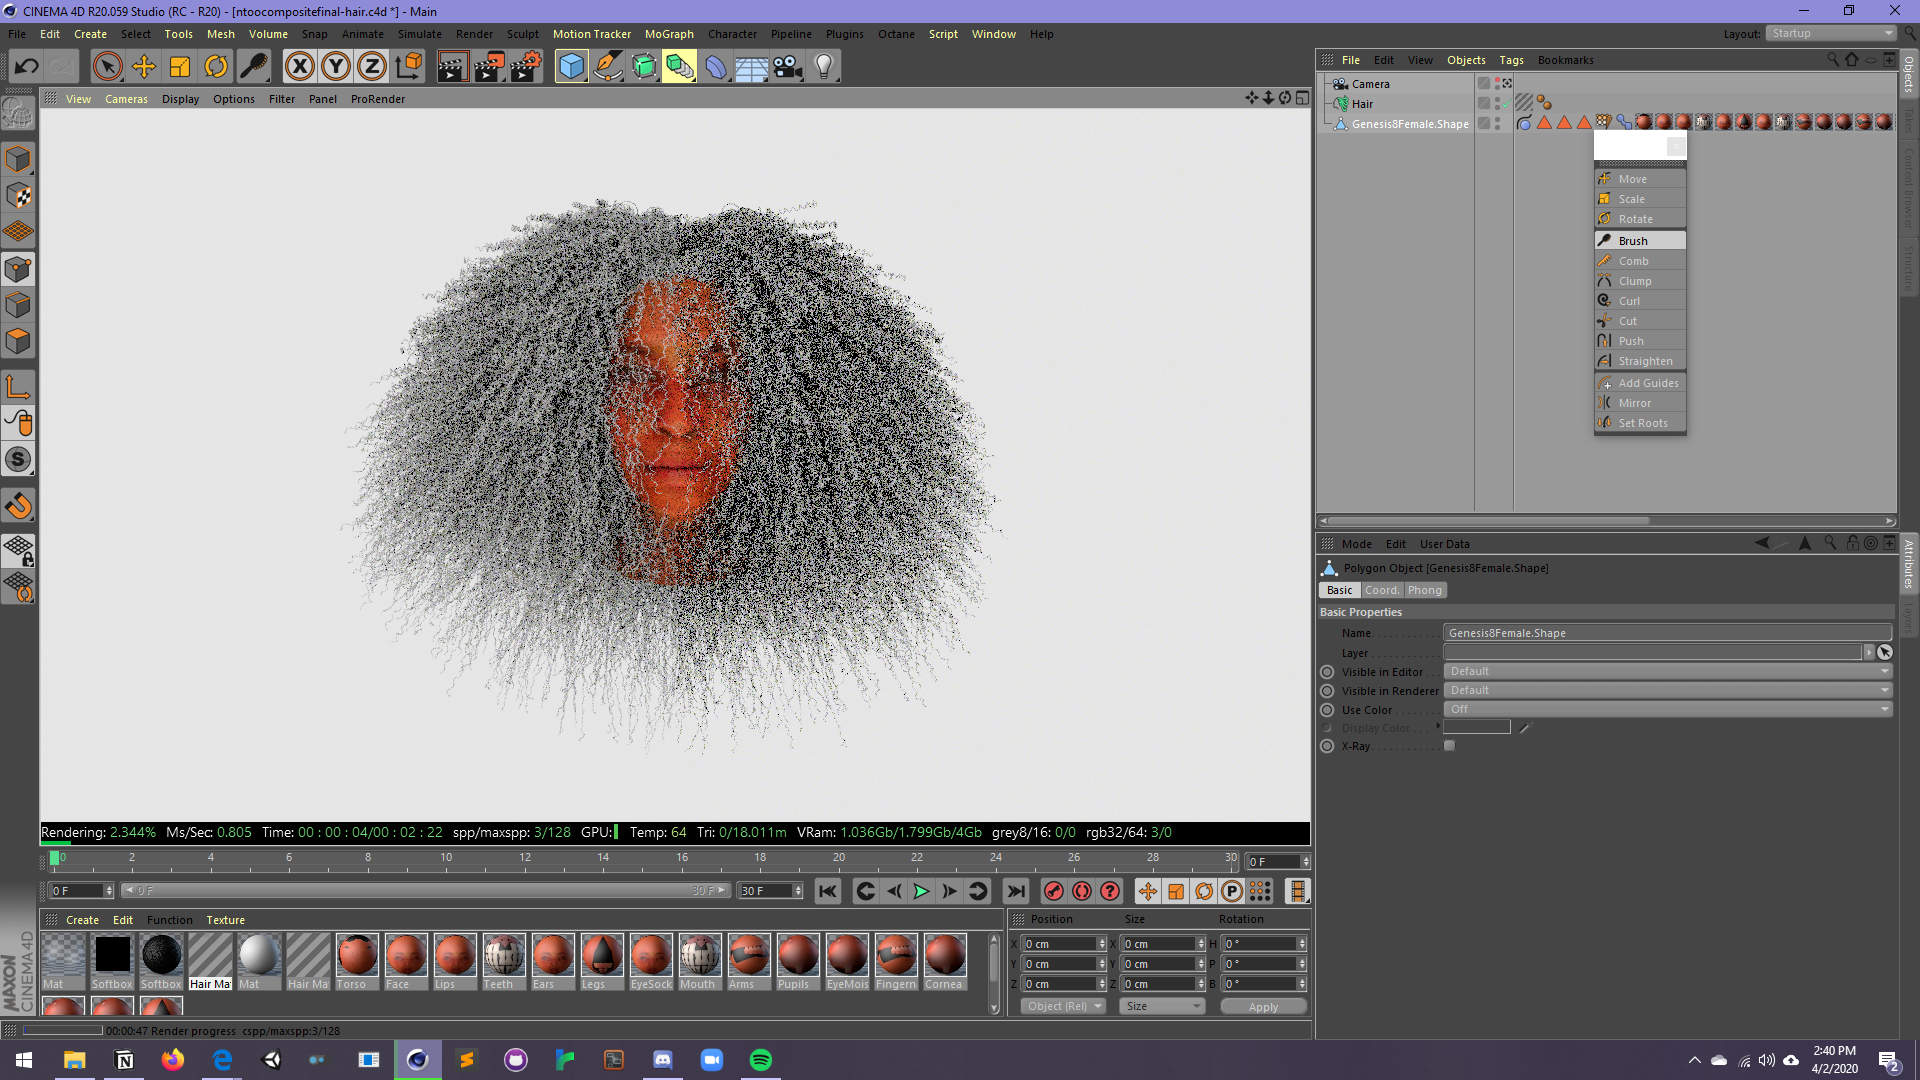 CINEMA 4D R20.059 Studio (RC - R20) - [ntoocompositefinal-hair.c4d *] - Main
File Edit Create Select Tools Mesh Volume Snap Animate Simulate Render Sculpt Motion Tracker MoGraph Character Pipeline Plugins Octane Script Window Help
Layout: Startup
View Cameras Display Options Filter Panel ProRender
File Edit View Objects Tags Bookmarks
Camera
Hair
Genesis8Female.Shape
Objects
Takes
Content Browser
Structure
Move
Scale
Rotate
Brush
Comb
Clump
Curl
Cut
Push
Straighten
Add Guides
Mirror
Set Roots
Mode Edit User Data
Polygon Object [Genesis8Female.Shape]
Basic Coord. Phong
Basic Properties
Name Genesis8Female.Shape
Layer
Visible in Editor Default
Visible in Renderer Default
Use Color Off
Display Color
X-Ray
Attributes
Layers
Rendering: 2.344% Ms/Sec: 0.805 Time: 00 : 00 : 04/00 : 02 : 22 spp/maxspp: 3/128 GPU: Temp: 64 Tri: 0/18.011m VRam: 1.036Gb/1.799Gb/4Gb grey8/16: 0/0 rgb32/64: 3/0
0 2 4 6 8 10 12 14 16 18 20 22 24 26 28 30 0 F
0 F 0 F 30 F 30 F
Create Edit Function Texture
Mat Softbox Softbox Hair Ma Mat Hair Ma Torso Face Lips Teeth Ears Legs EyeSock Mouth Arms Pupils EyeMois Fingern Cornea
Position Size Rotation
X 0 cm X 0 cm H 0 °
Y 0 cm Y 0 cm P 0 °
Z 0 cm Z 0 cm B 0 °
Object (Rel) Size Apply
MAXON
CINEMA 4D
00:00:47 Render progress cspp/maxspp:3/128
2:40 PM
4/2/2020
2